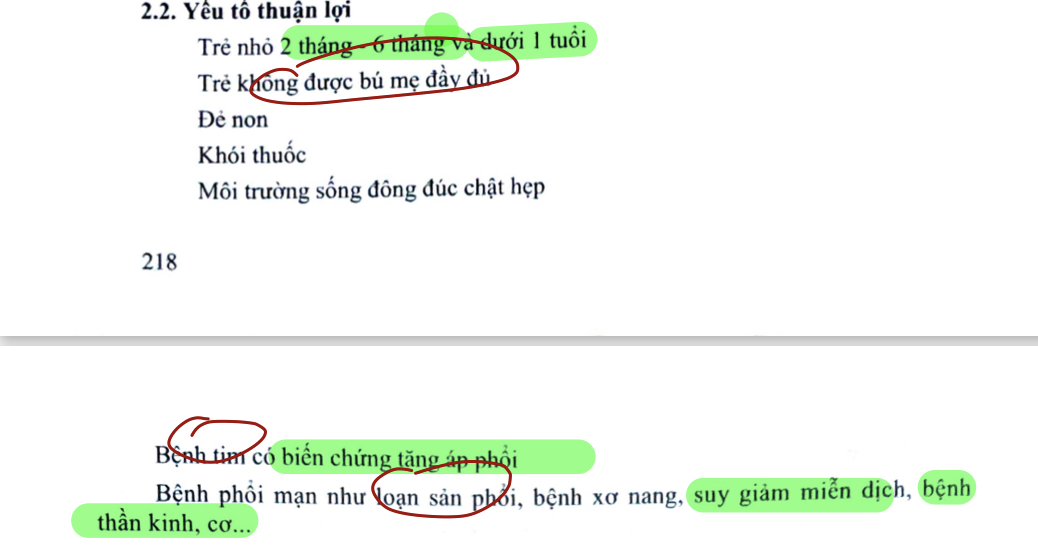 2.2. Yếu tố thuận lợi
Trẻ nhỏ 2 tháng - 6 tháng và dưới 1 tuổi
Trẻ không được bú mẹ đầy đủ
Đẻ non
Khói thuốc
Môi trường sống đông đúc chật hẹp
218
Bệnh tim có biến chứng tăng áp phổi
Bệnh phổi mạn như loạn sản phổi, bệnh xơ nang, suy giảm miễn dịch, bệnh
thần kinh, cơ...